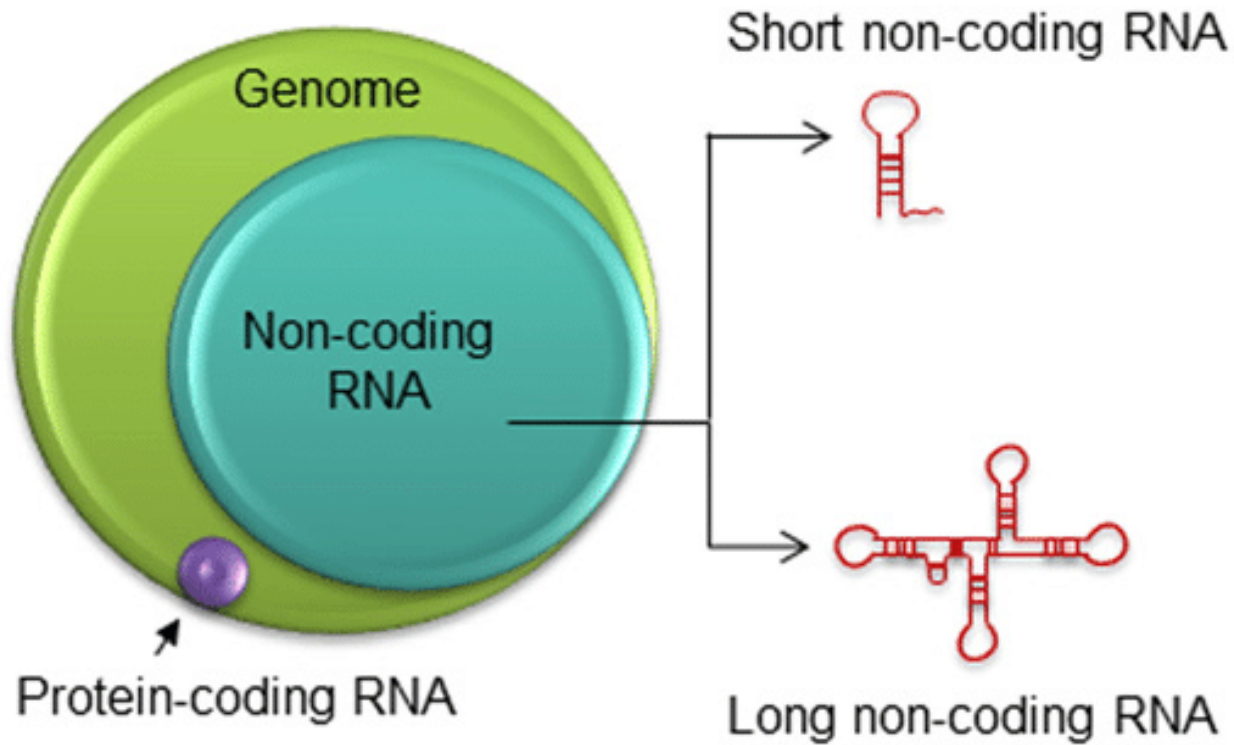 Short non-coding RNA
Genome
Non-coding
RNA
Protein-coding RNA
Long non-coding RNA